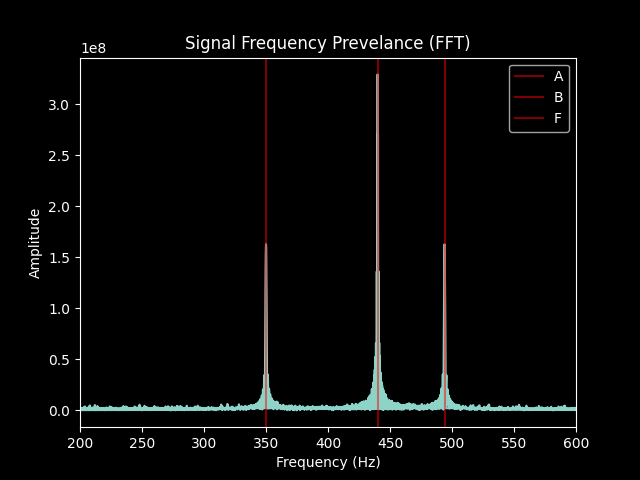 Signal Frequency Prevelance (FFT)
1e8
A
B
F
3.0
2.5
2.0
1.5
1.0
0.5
0.0
Amplitude
200 250 300 350 400 450 500 550 600
Frequency (Hz)